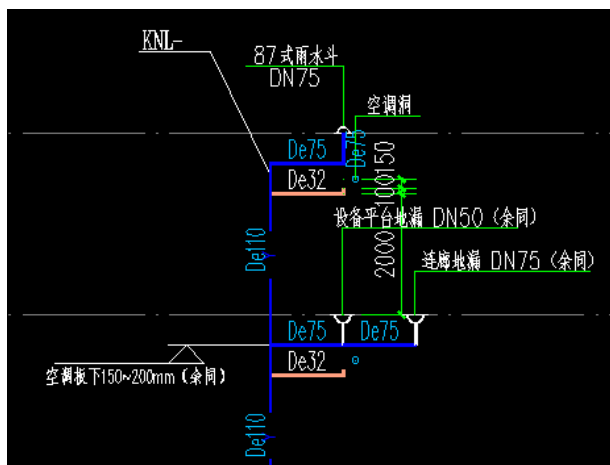 KNL-
87式雨水斗
DN75
空调洞
De75
De75
De32
100150
设备平台地漏 DN50 (余同)
De110
2000
连廊地漏 DN75 (余同)
De75
De75
De32
空调板下150~200mm (余同)
De110